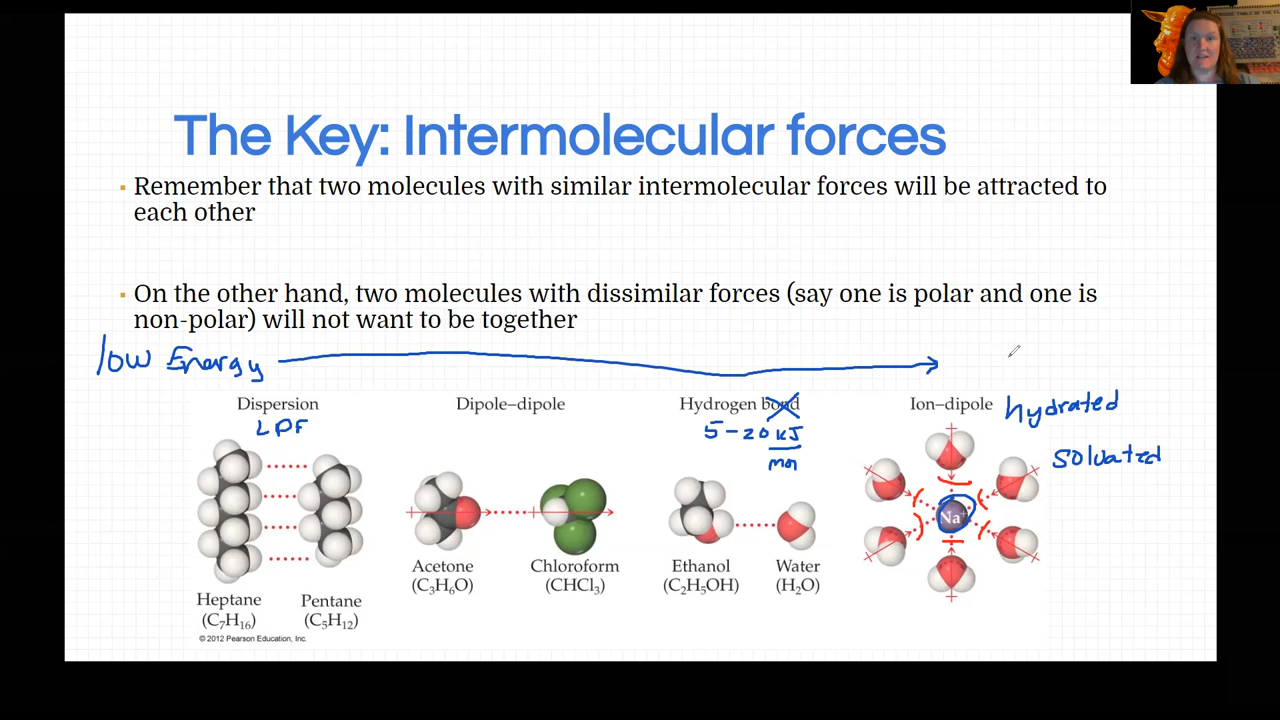 The Key: Intermolecular forces
▪ Remember that two molecules with similar intermolecular forces will be attracted to
each other
▪ On the other hand, two molecules with dissimilar forces (say one is polar and one is
non-polar) will not want to be together
low Energy
Dispersion
LDF
Dipole–dipole
Hydrogen bond
5-20 kJ
mol
Ion–dipole
hydrated
solvated
Na+
Acetone
(C₃H₆O)
Chloroform
(CHCl₃)
Ethanol
(C₂H₅OH)
Water
(H₂O)
Heptane
(C₇H₁₆)
Pentane
(C₅H₁₂)
© 2012 Pearson Education, Inc.